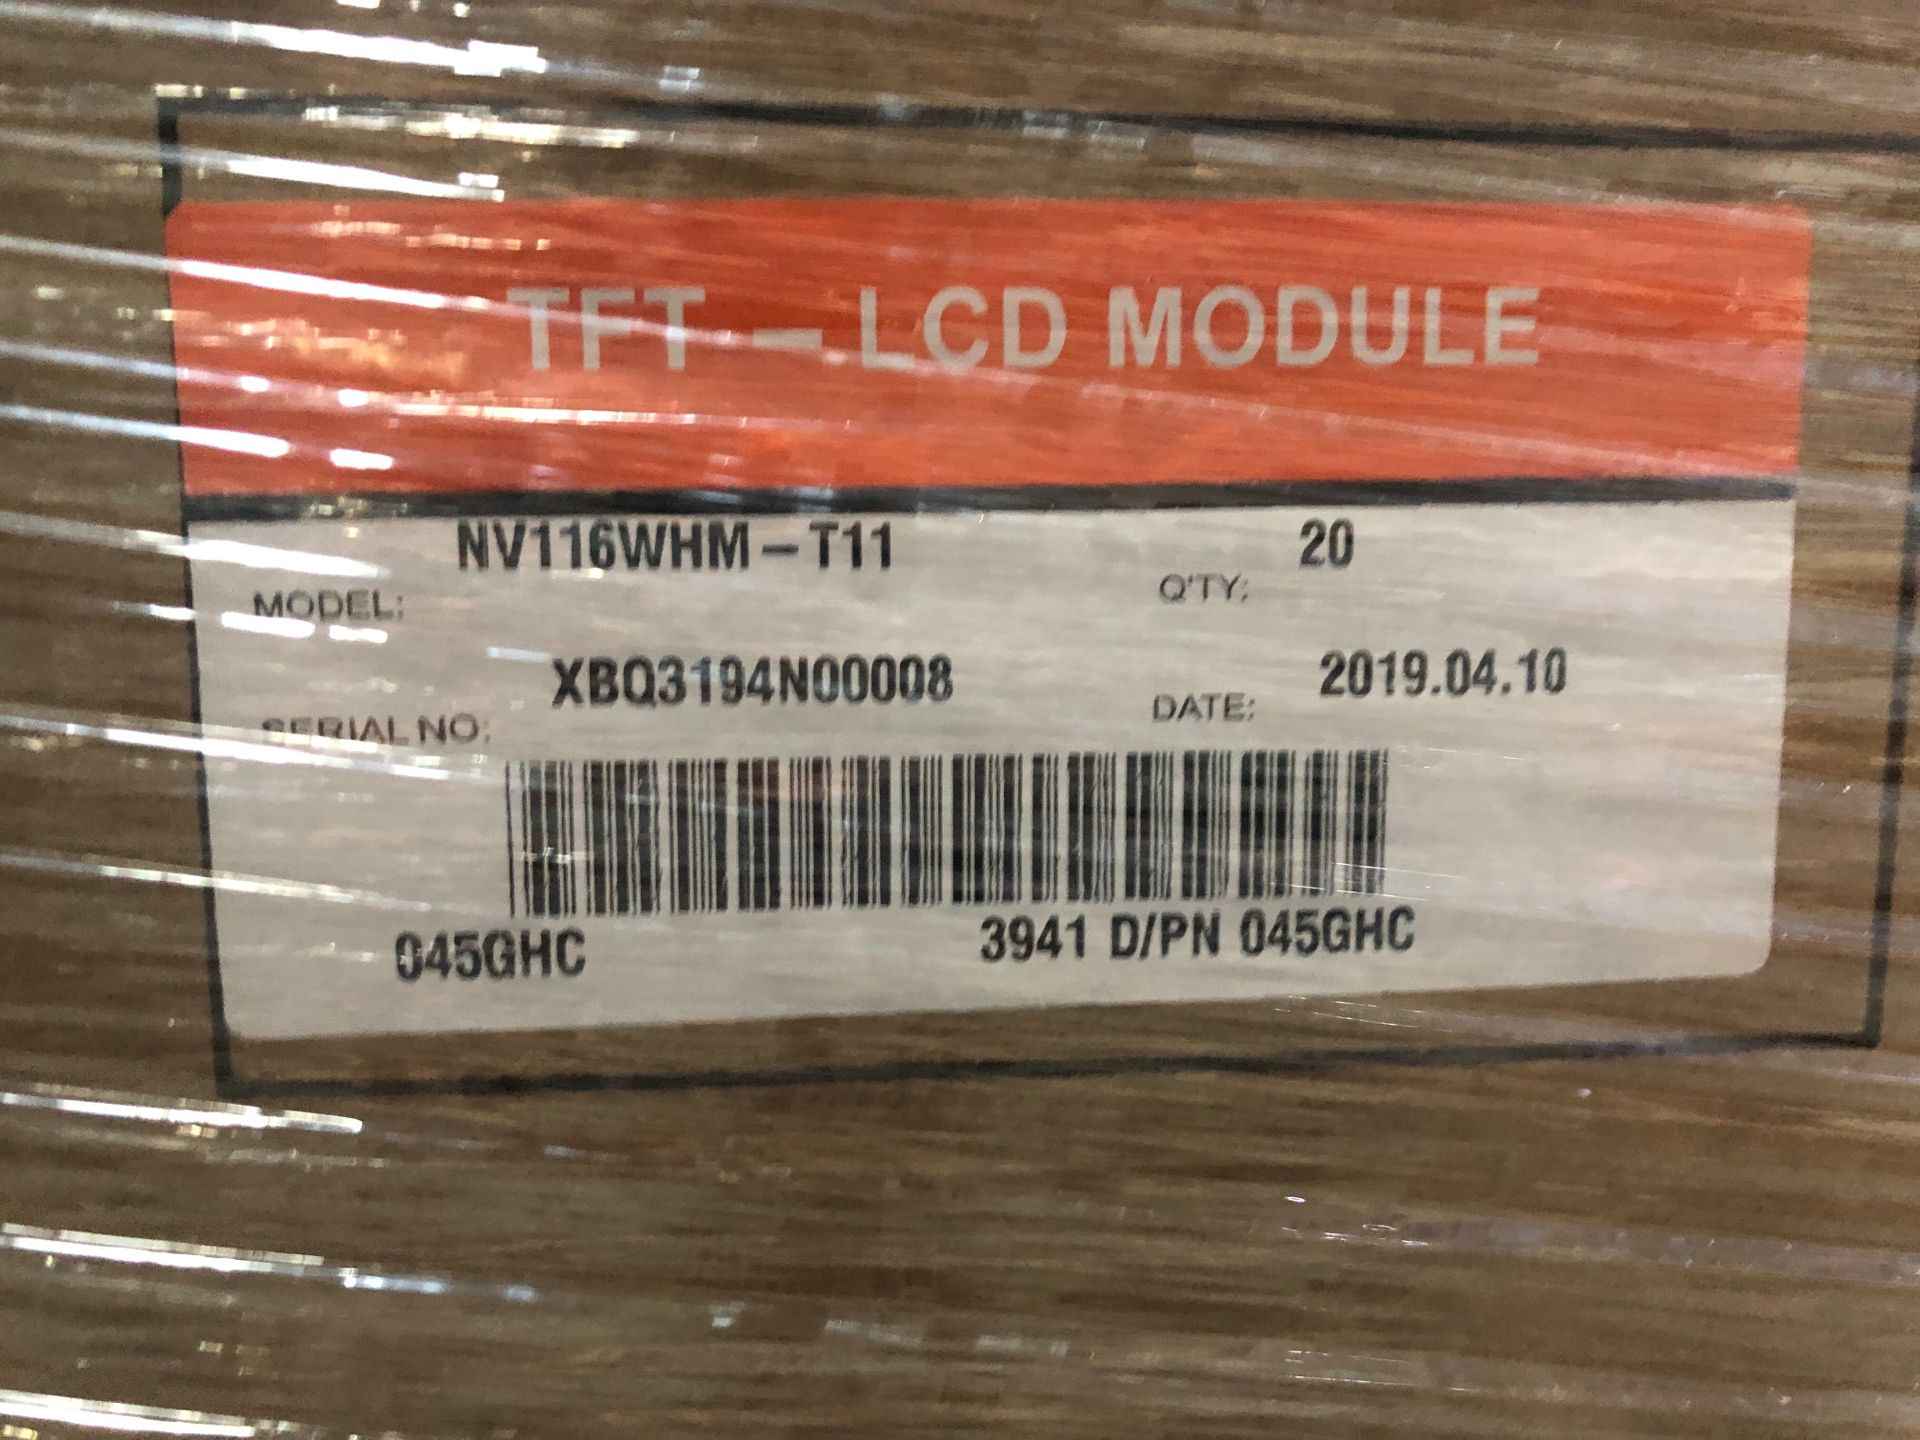 TFT – LCD MODULE
MODEL: NV116WHM – T11 Q'TY: 20
SERIAL NO: XBQ3194N00008 DATE: 2019.04.10
045GHC 3941 D/PN 045GHC